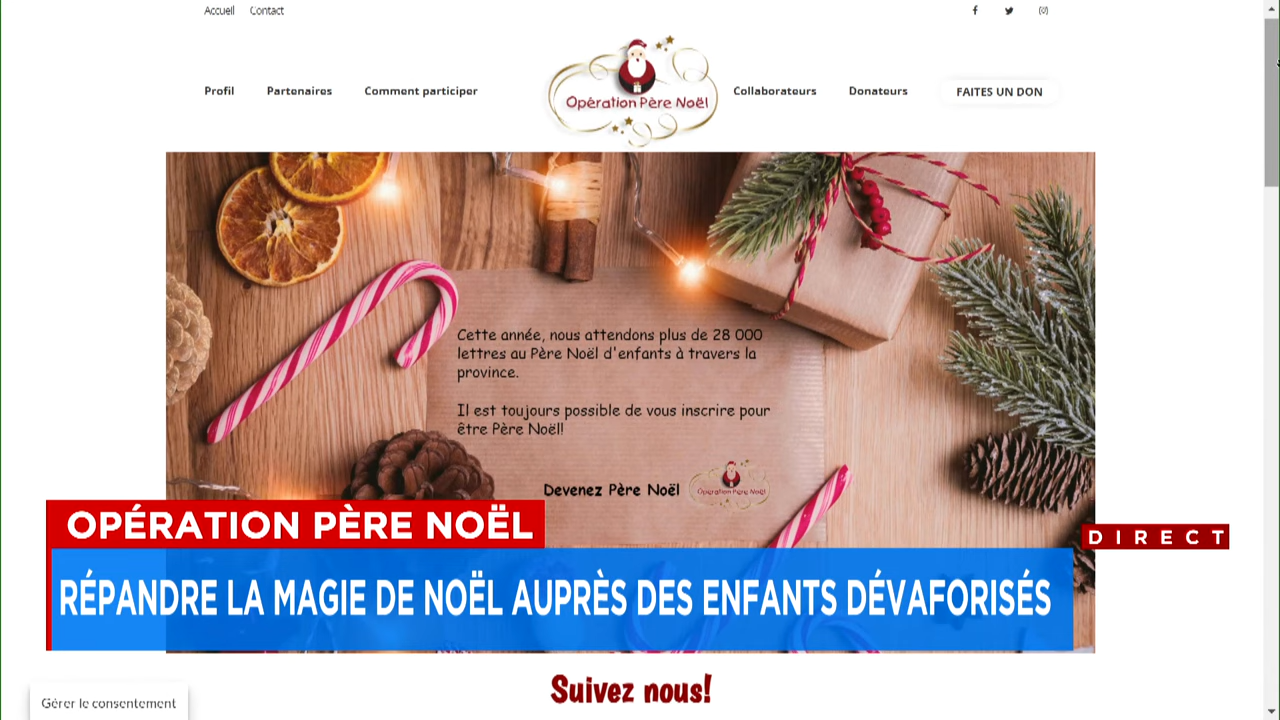 Accueil Contact
Profil Partenaires Comment participer Opération Père Noël Collaborateurs Donateurs FAITES UN DON
Cette année, nous attendons plus de 28 000
lettres au Père Noël d'enfants à travers la
province.
Il est toujours possible de vous inscrire pour
être Père Noël!
Devenez Père Noël Opération Père Noël
OPÉRATION PÈRE NOËL
DIRECT
RÉPANDRE LA MAGIE DE NOËL AUPRÈS DES ENFANTS DÉVAFORISÉS
Suivez nous!
Gérer le consentement